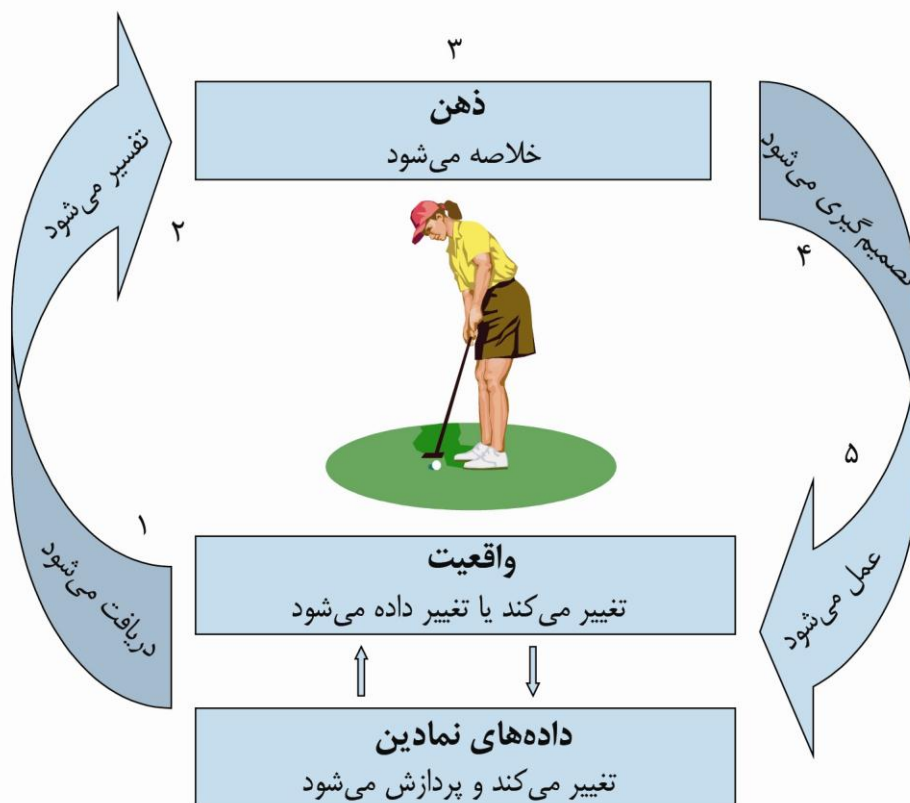 ۳
ذهن
خلاصه می‌شود
تفسیر می‌شود
۲
تصمیم‌گیری می‌شود
۴
۵
۱
واقعیت
تغییر می‌کند یا تغییر داده می‌شود
دریافت می‌شود
عمل می‌شود
داده‌های نمادین
تغییر می‌کند و پردازش می‌شود